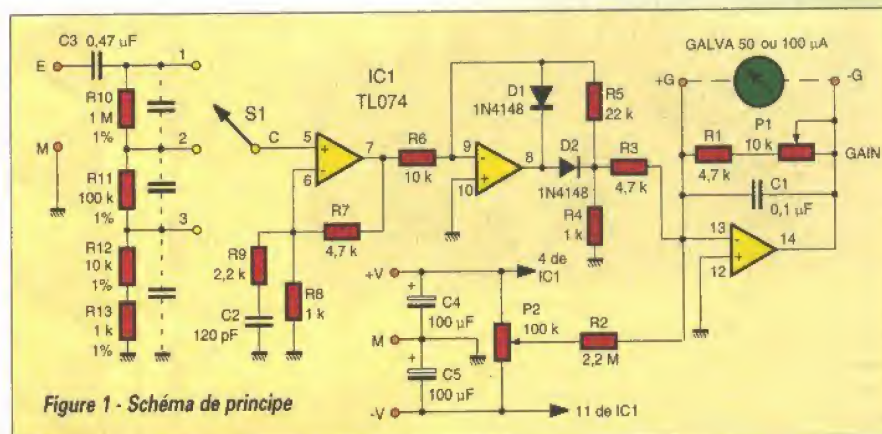 C3 0,47 µF
E
1
R10
1 M
1%
M
2
R11
100 k
1%
3
R12
10 k
1%
R13
1 k
1%
S1
C
IC1
TL074
5
+
6
-
7
R9
2,2 k
C2
120 pF
R7
4,7 k
R8
1 k
R6
10 k
9
-
10
+
8
D1
1N4148
D2
1N4148
R5
22 k
R3
4,7 k
R4
1 k
GALVA 50 ou 100 µA
+G
-G
R1
4,7 k
P1
10 k
GAIN
C1
0,1 µF
13
-
12
+
14
+V
4 de
IC1
+
C4
100 µF
P2
100 k
R2
2,2 M
M
+
C5
100 µF
-V
11 de IC1
Figure 1 - Schéma de principe